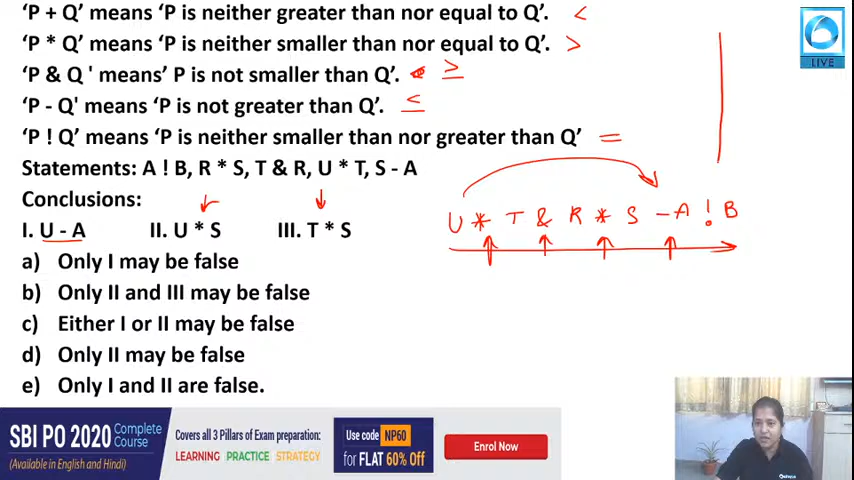 'P + Q' means 'P is neither greater than nor equal to Q'. <
'P * Q' means 'P is neither smaller than nor equal to Q'. >
'P & Q ' means' P is not smaller than Q'. ≥
'P - Q' means 'P is not greater than Q'. ≤
'P ! Q' means 'P is neither smaller than nor greater than Q' =
Statements: A ! B, R * S, T & R, U * T, S - A
Conclusions:
U * T & R * S - A ! B
I. U - A II. U * S III. T * S
a) Only I may be false
b) Only II and III may be false
c) Either I or II may be false
d) Only II may be false
e) Only I and II are false.
LIVE
SBI PO 2020 Complete Course
(Available in English and Hindi)
Covers all 3 Pillars of Exam preparation:
LEARNING PRACTICE STRATEGY
Use code NP60
for FLAT 60% Off
Enrol Now